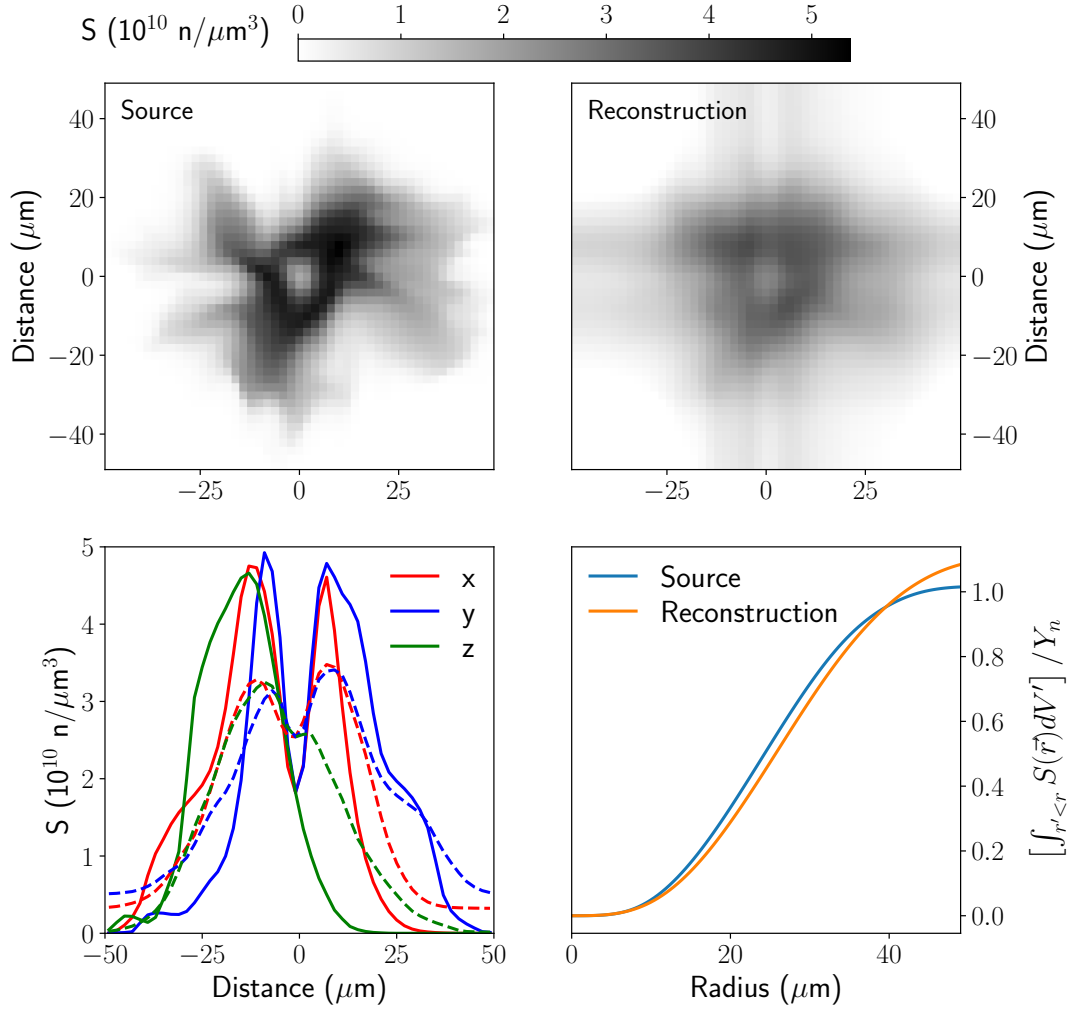 S (10^10 n/μm^3)
0 1 2 3 4 5
Source
Distance (μm)
40
20
0
−20
−40
−25 0 25
Reconstruction
Distance (μm)
40
20
0
−20
−40
−25 0 25
S (10^10 n/μm^3)
5
4
3
2
1
0
x
y
z
−50 −25 0 25 50
Distance (μm)
Source
Reconstruction
1.0
0.8
0.6
0.4
0.2
0.0
[∫_{r'<r} S(r⃗)dV'] /Y_n
0 20 40
Radius (μm)